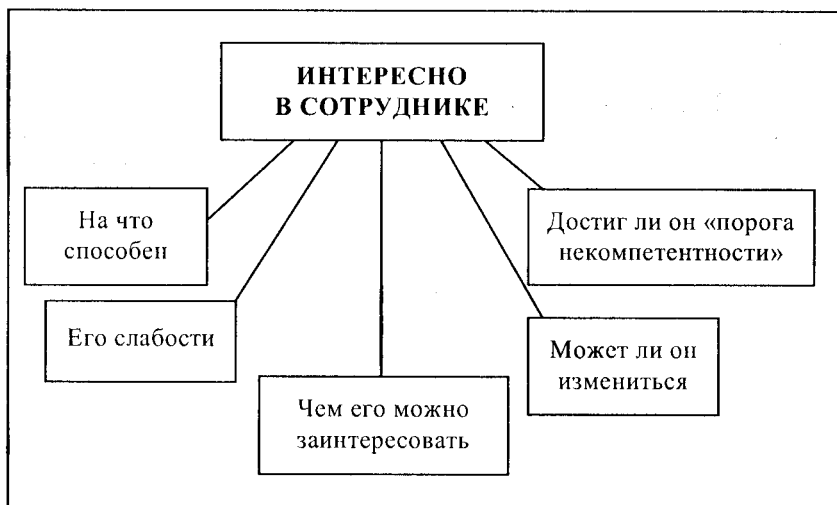 ИНТЕРЕСНО
В СОТРУДНИКЕ
На что
способен
Его слабости
Чем его можно
заинтересовать
Может ли он
измениться
Достиг ли он «порога
некомпетентности»